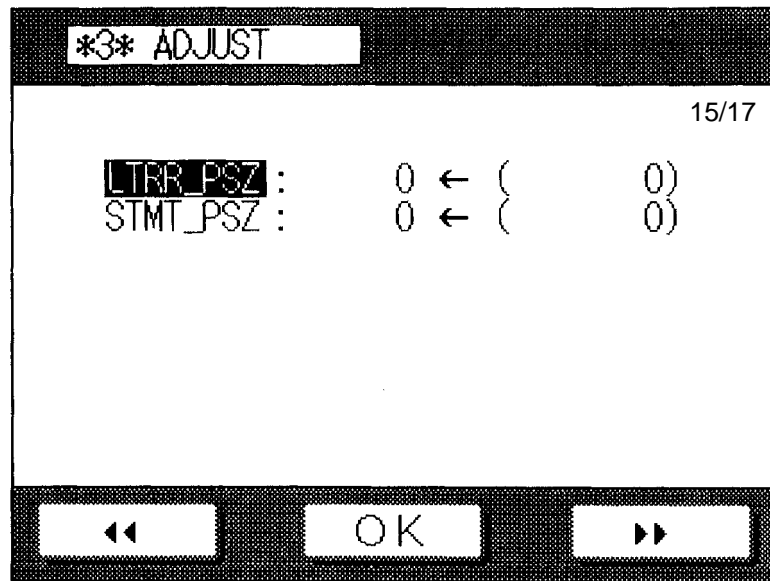 *3* ADJUST
15/17
LTRR_PSZ : 0 ← ( 0)
STMT_PSZ : 0 ← ( 0)
OK